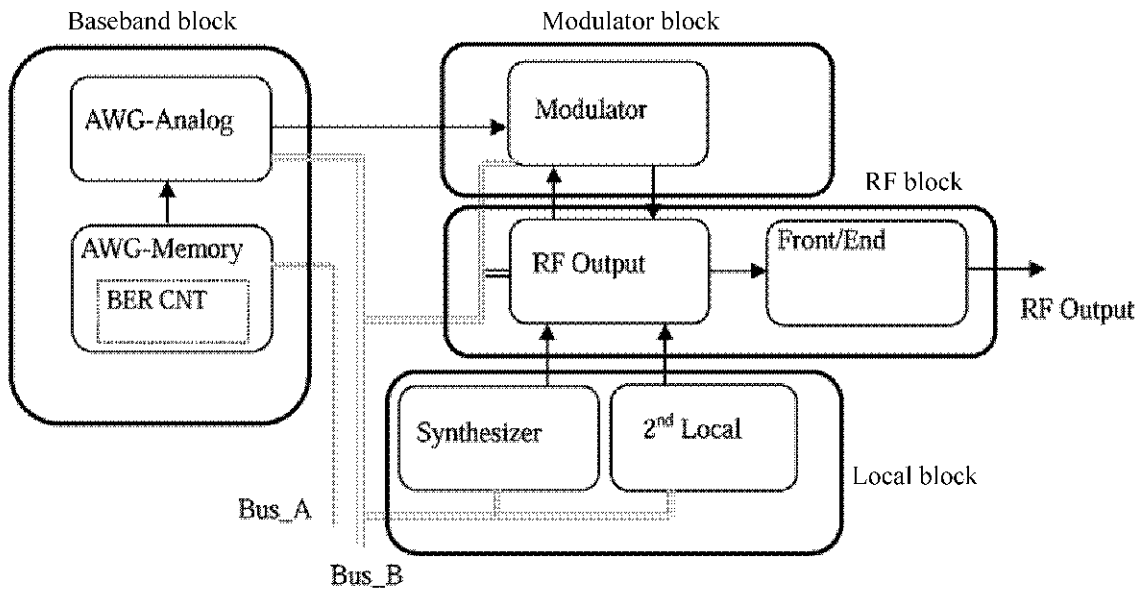 Baseband block
Modulator block
AWG-Analog
Modulator
RF block
AWG-Memory
BER CNT
RF Output
Front/End
RF Output
Synthesizer
2nd Local
Local block
Bus_A
Bus_B